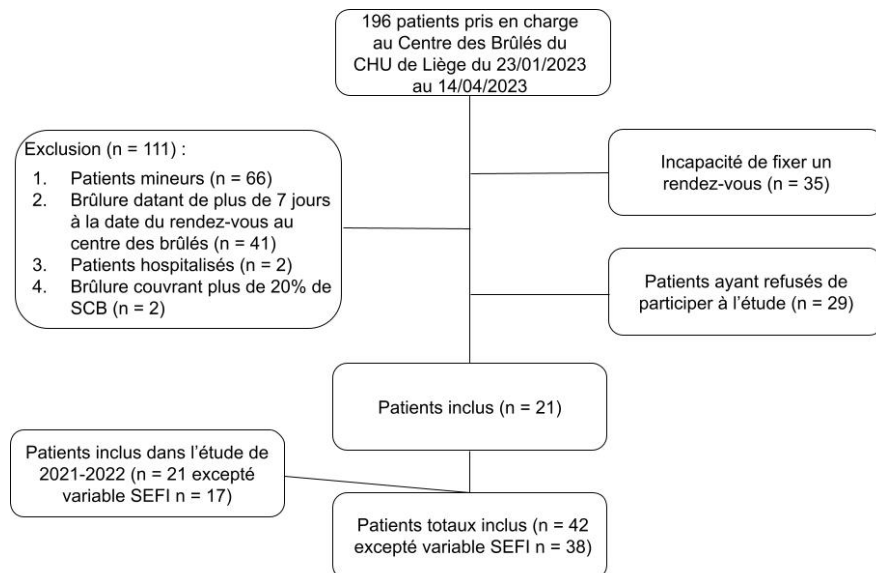 196 patients pris en charge
au Centre des Brûlés du
CHU de Liège du 23/01/2023
au 14/04/2023
Exclusion (n = 111) :
1. Patients mineurs (n = 66)
2. Brûlure datant de plus de 7 jours
à la date du rendez-vous au
centre des brûlés (n = 41)
3. Patients hospitalisés (n = 2)
4. Brûlure couvrant plus de 20% de
SCB (n = 2)
Incapacité de fixer un
rendez-vous (n = 35)
Patients ayant refusés de
participer à l'étude (n = 29)
Patients inclus (n = 21)
Patients inclus dans l'étude de
2021-2022 (n = 21 excepté
variable SEFI n = 17)
Patients totaux inclus (n = 42
excepté variable SEFI n = 38)